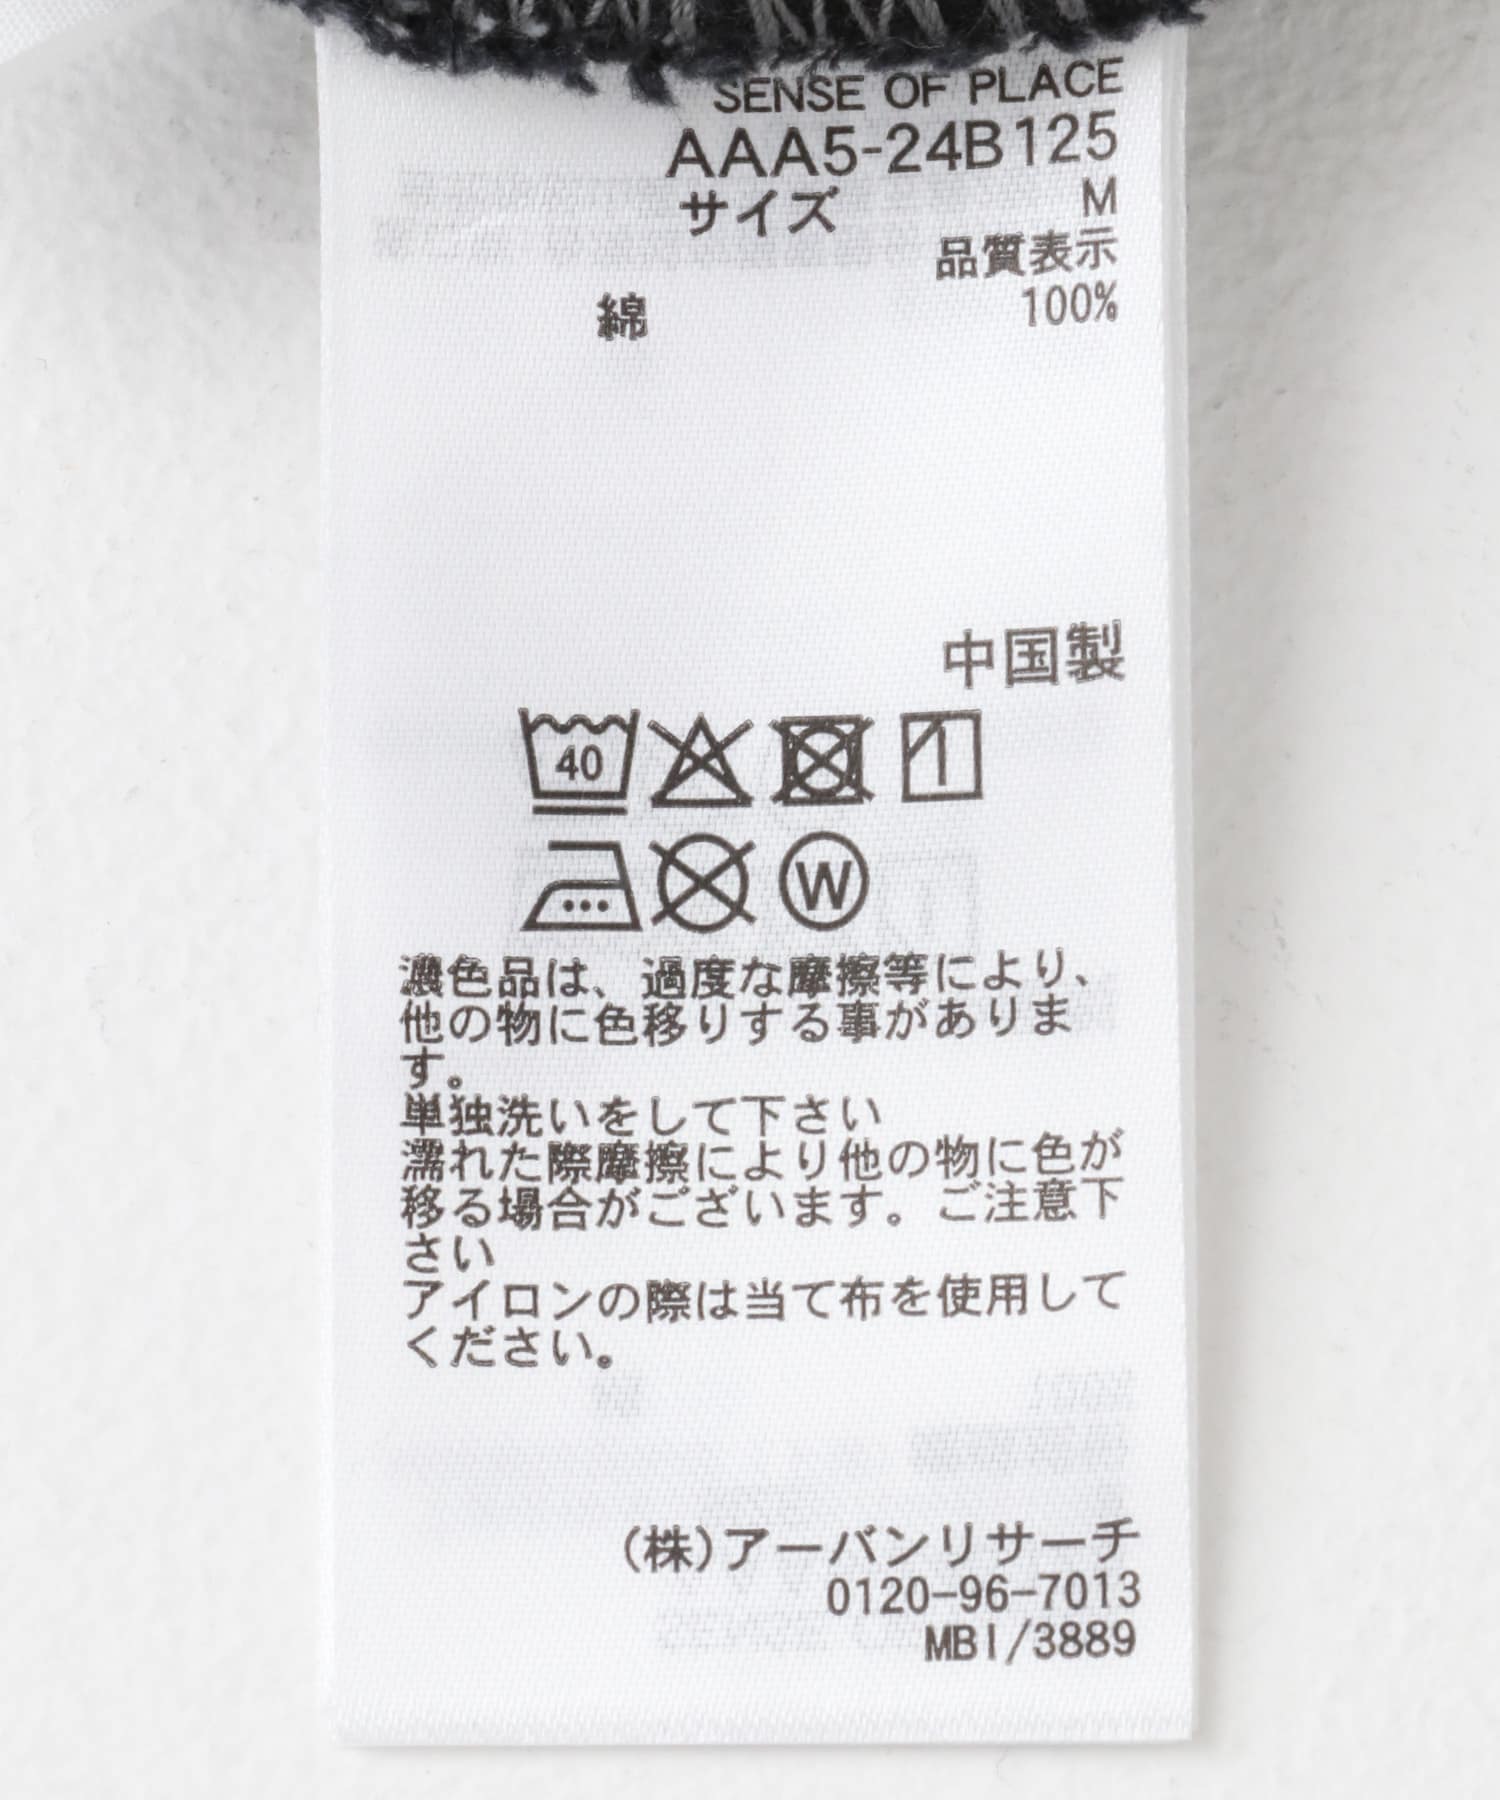 SENSE OF PLACE
AAA5-24B125
サイズ M
品質表示
綿 100%
中国製
40
W
濃色品は、過度な摩擦等により、
他の物に色移りする事がありま
す。
単独洗いをして下さい
濡れた際摩擦により他の物に色が
移る場合がございます。ご注意下
さい
アイロンの際は当て布を使用して
ください。
(株)アーバンリサーチ
0120-96-7013
MBI/3889